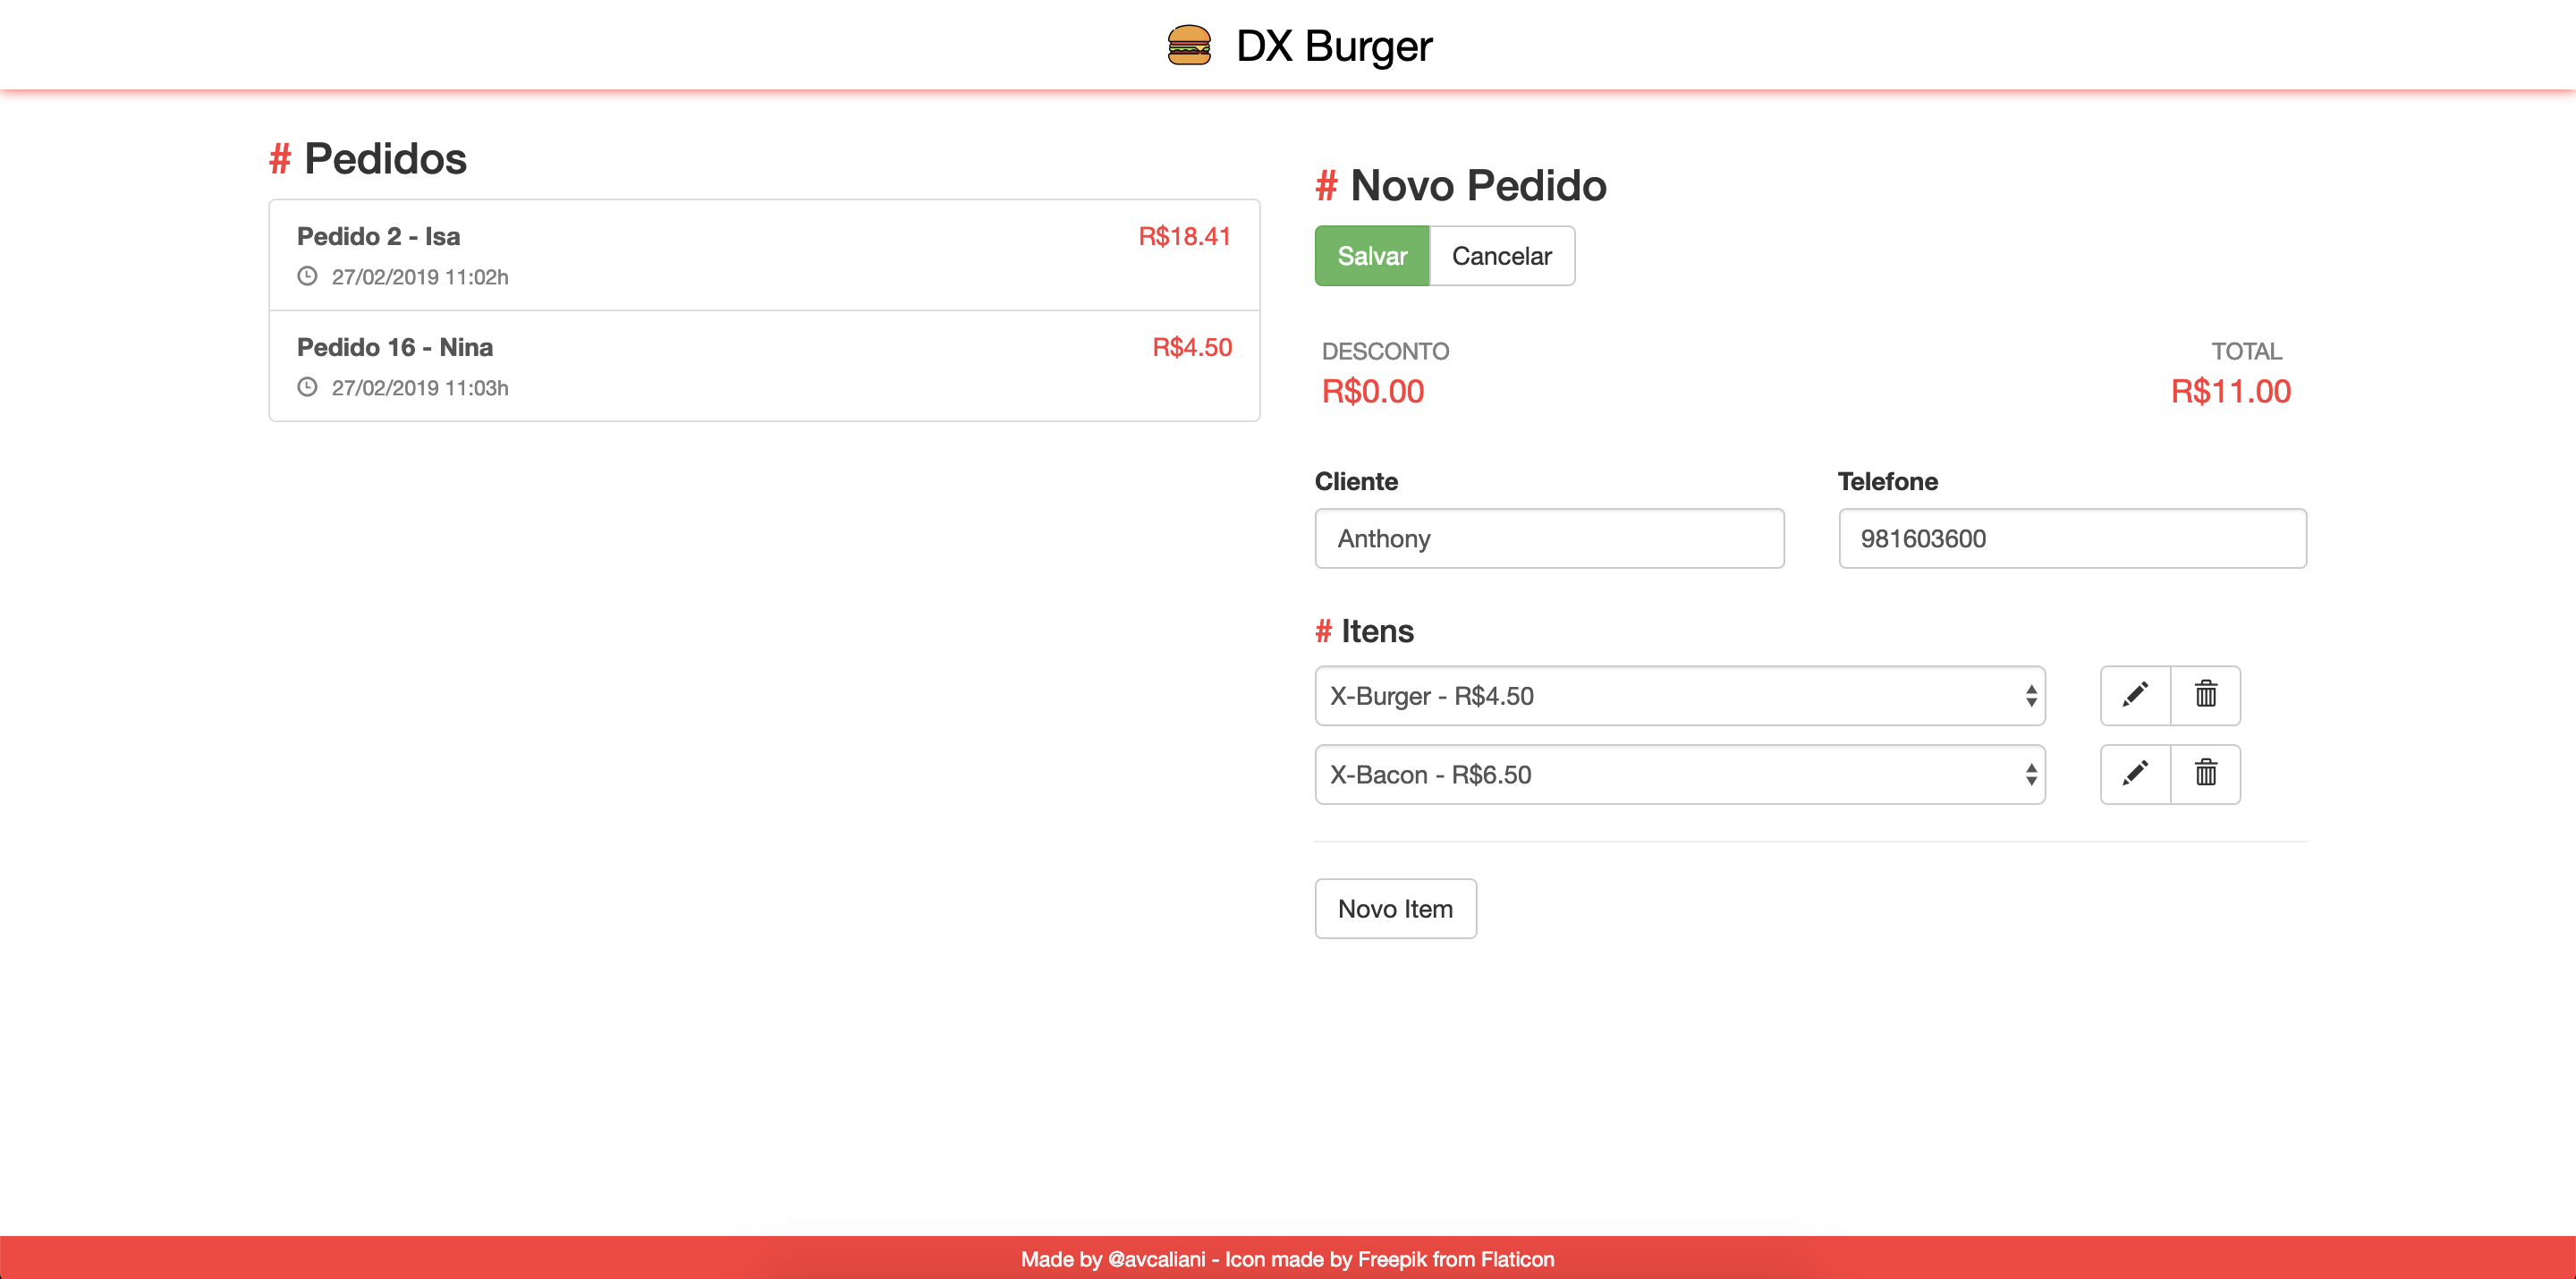 DX Burger
# Pedidos
Pedido 2 - Isa R$18.41
27/02/2019 11:02h
Pedido 16 - Nina R$4.50
27/02/2019 11:03h
# Novo Pedido
Salvar Cancelar
DESCONTO TOTAL
R$0.00 R$11.00
Cliente Telefone
Anthony 981603600
# Itens
X-Burger - R$4.50
X-Bacon - R$6.50
Novo Item
Made by @avcaliani - Icon made by Freepik from Flaticon